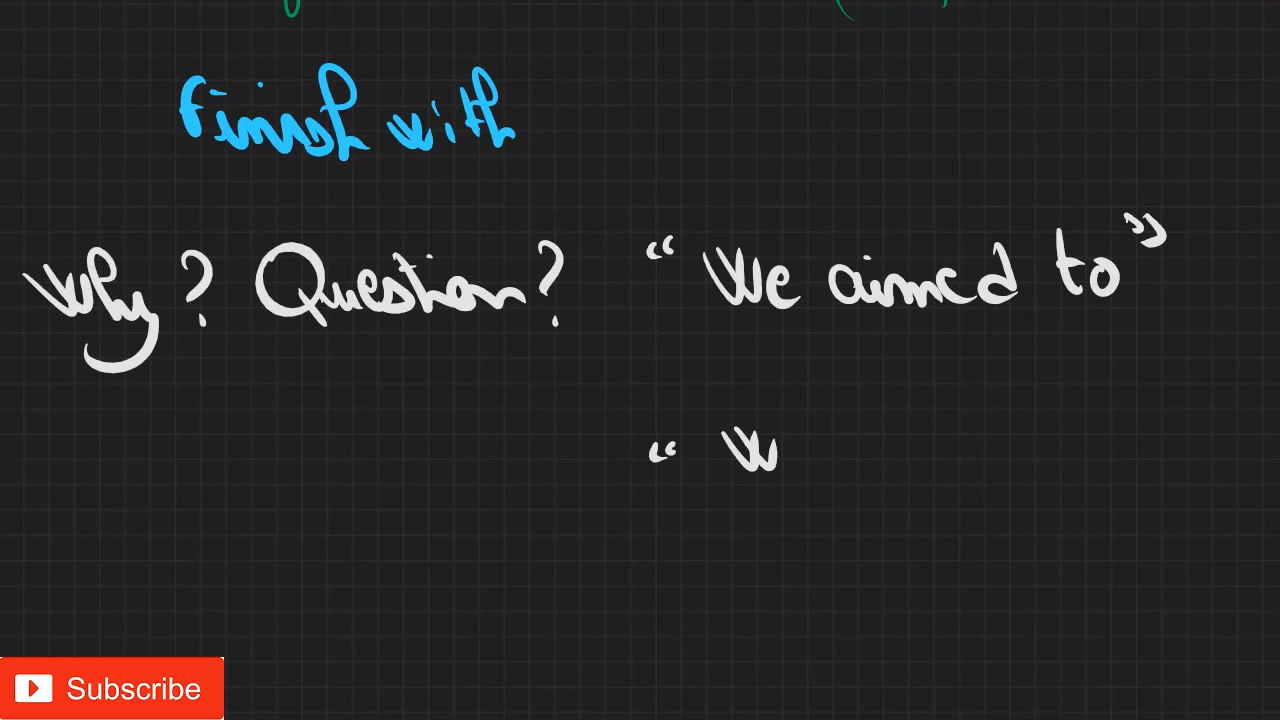 Finish with
Why? Question? “We aimed to”
“ W
Subscribe